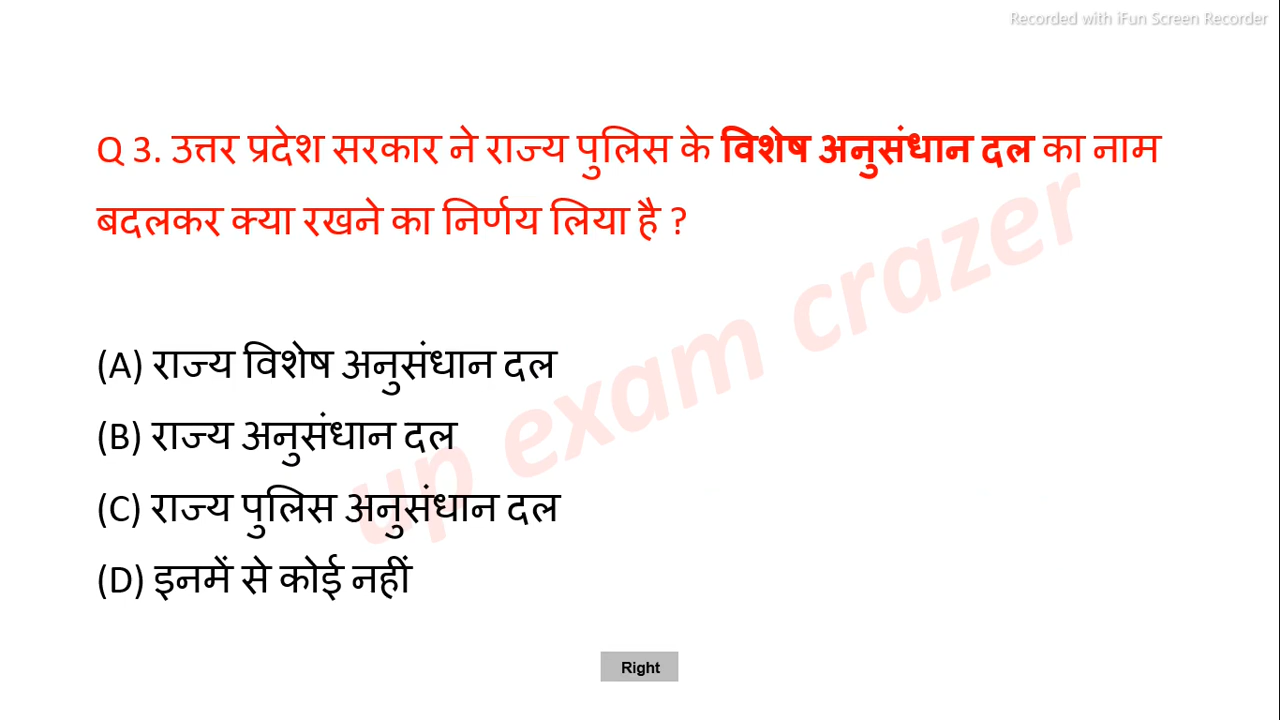 Recorded with iFun Screen Recorder
Q 3. उत्तर प्रदेश सरकार ने राज्य पुलिस के विशेष अनुसंधान दल का नाम
बदलकर क्या रखने का निर्णय लिया है ?
(A) राज्य विशेष अनुसंधान दल
(B) राज्य अनुसंधान दल
(C) राज्य पुलिस अनुसंधान दल
(D) इनमें से कोई नहीं
up exam crazer
Right